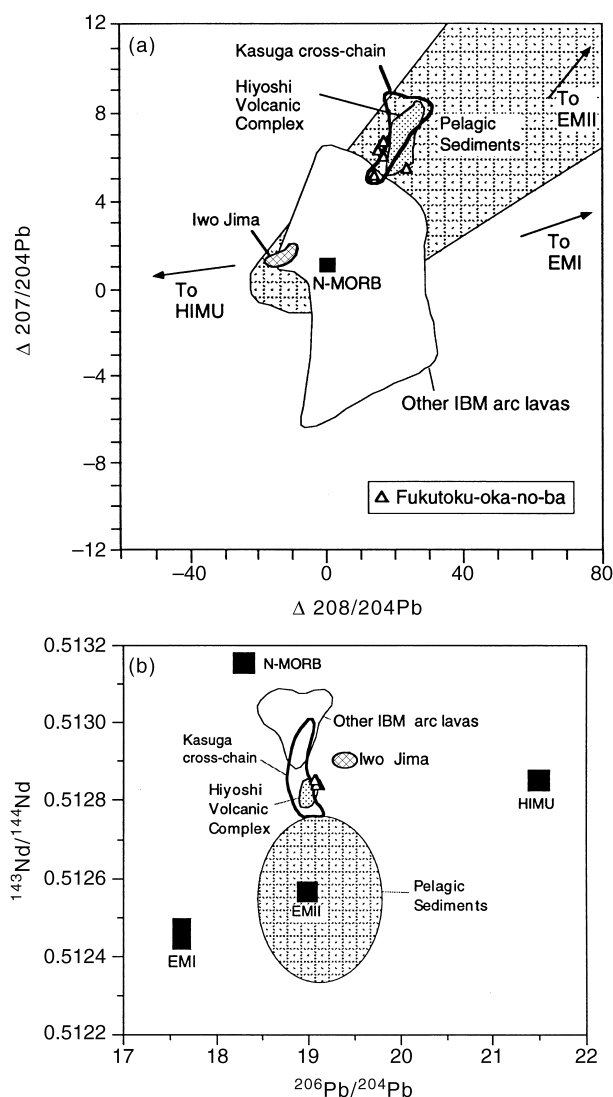 (a)
12
8
4
0
−4
−8
−12
Δ 207/204Pb
Kasuga cross-chain
Hiyoshi
Volcanic
Complex
Pelagic
Sediments
To
EMII
To
EMI
Iwo Jima
To
HIMU
N-MORB
Other IBM arc lavas
Δ Fukutoku-oka-no-ba
−40
0
40
80
Δ 208/204Pb
(b)
0.5132
0.5130
0.5128
0.5126
0.5124
0.5122
143Nd/144Nd
N-MORB
Other IBM arc lavas
Kasuga
cross-chain
Iwo Jima
Hiyoshi
Volcanic
Complex
HIMU
EMII
Pelagic
Sediments
EMI
17
18
19
20
21
22
206Pb/204Pb